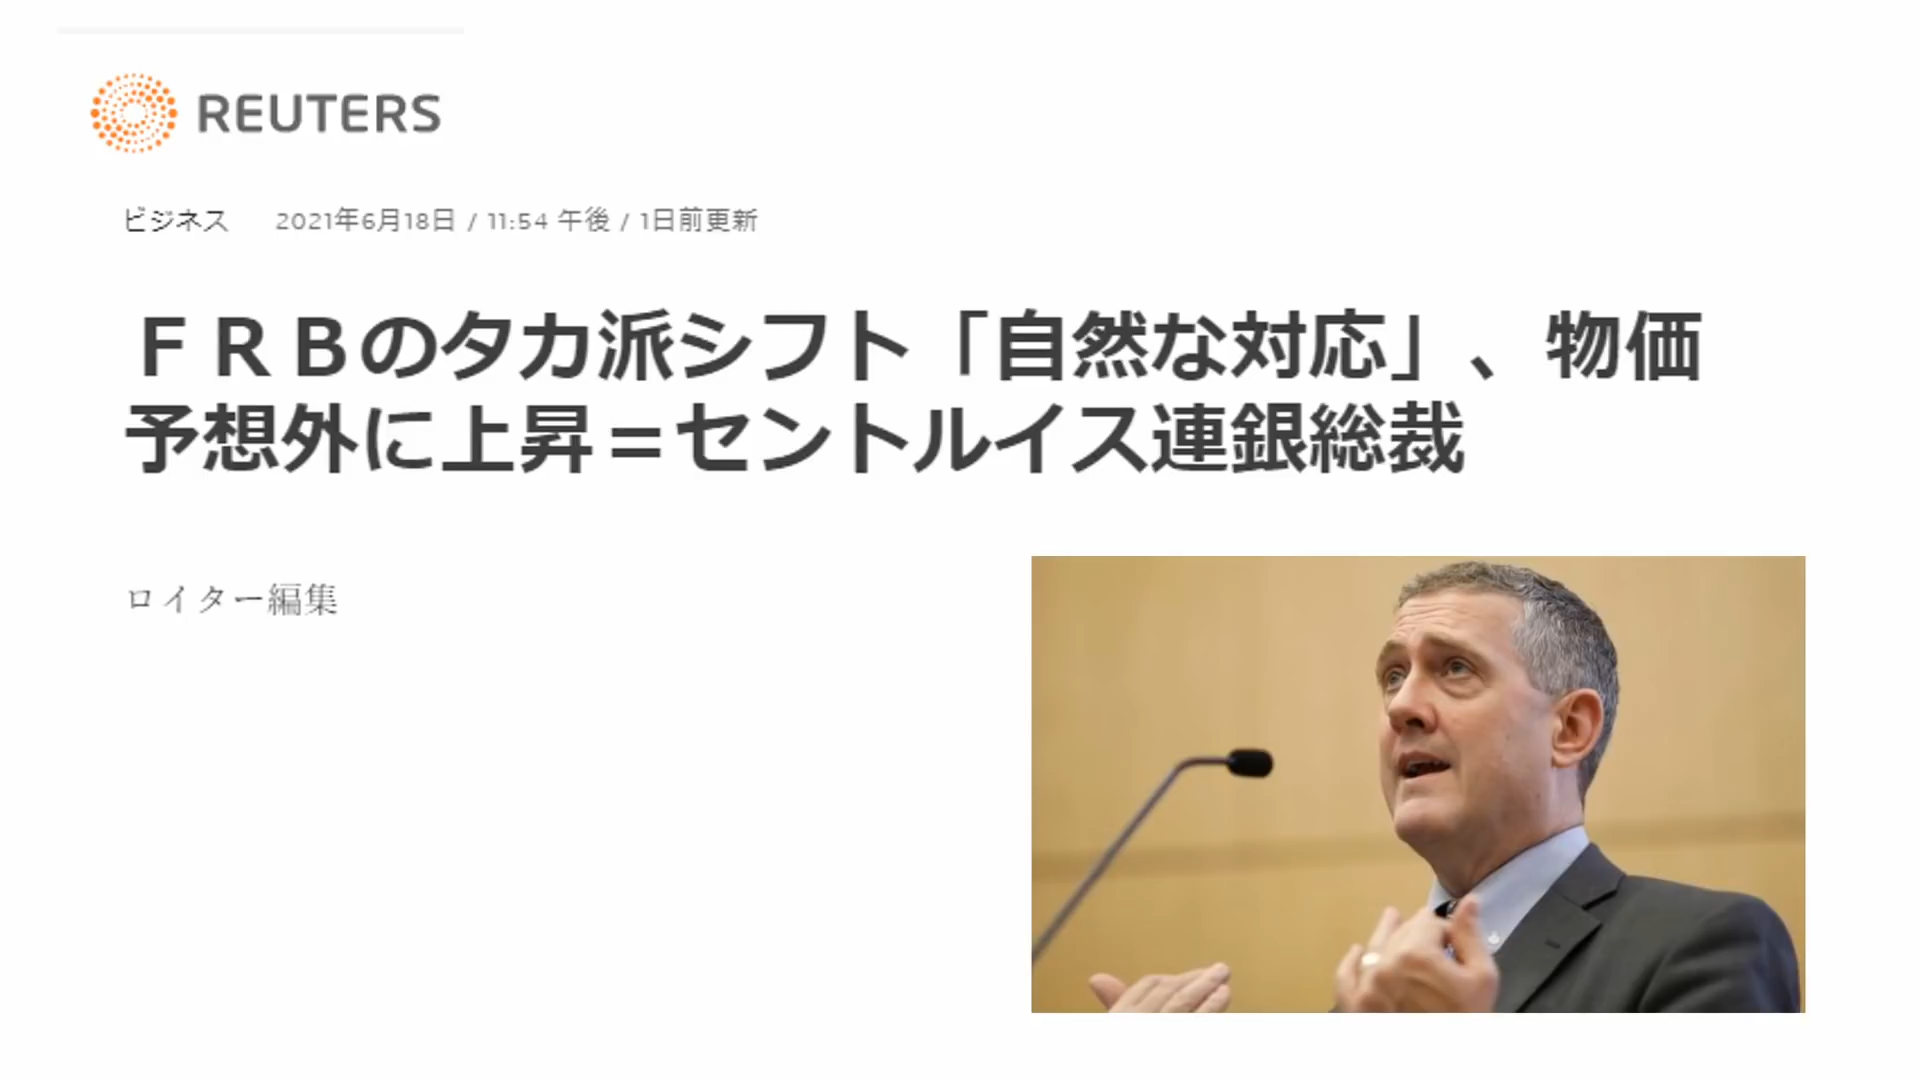 REUTERS
ビジネス 2021年6月18日 / 11:54 午後 / 1日前更新
ＦＲＢのタカ派シフト「自然な対応」、物価
予想外に上昇＝セントルイス連銀総裁
ロイター編集